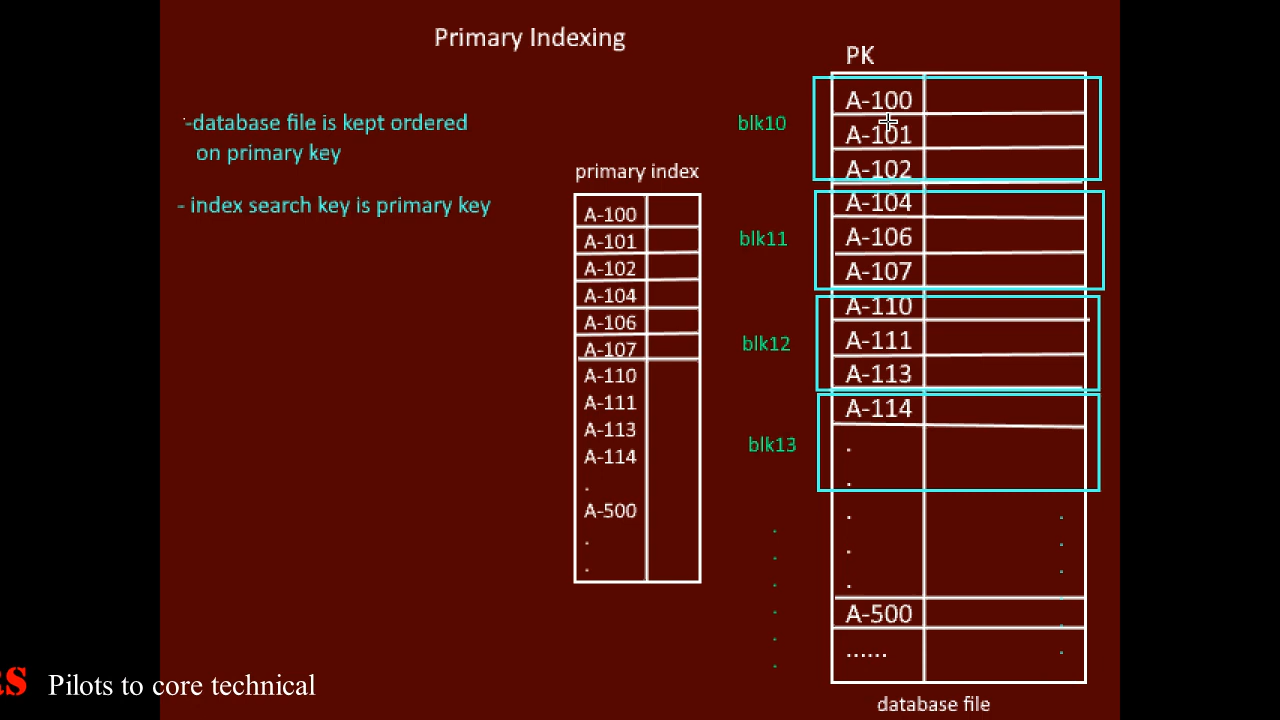 Primary Indexing
-database file is kept ordered
on primary key
- index search key is primary key
primary index
A-100
A-101
A-102
A-104
A-106
A-107
A-110
A-111
A-113
A-114
.
A-500
.
.
blk10
blk11
blk12
blk13
.
.
.
.
.
.
PK
A-100
A-101
A-102
A-104
A-106
A-107
A-110
A-111
A-113
A-114
.
.
.
.
.
A-500
......
database file
Pilots to core technical